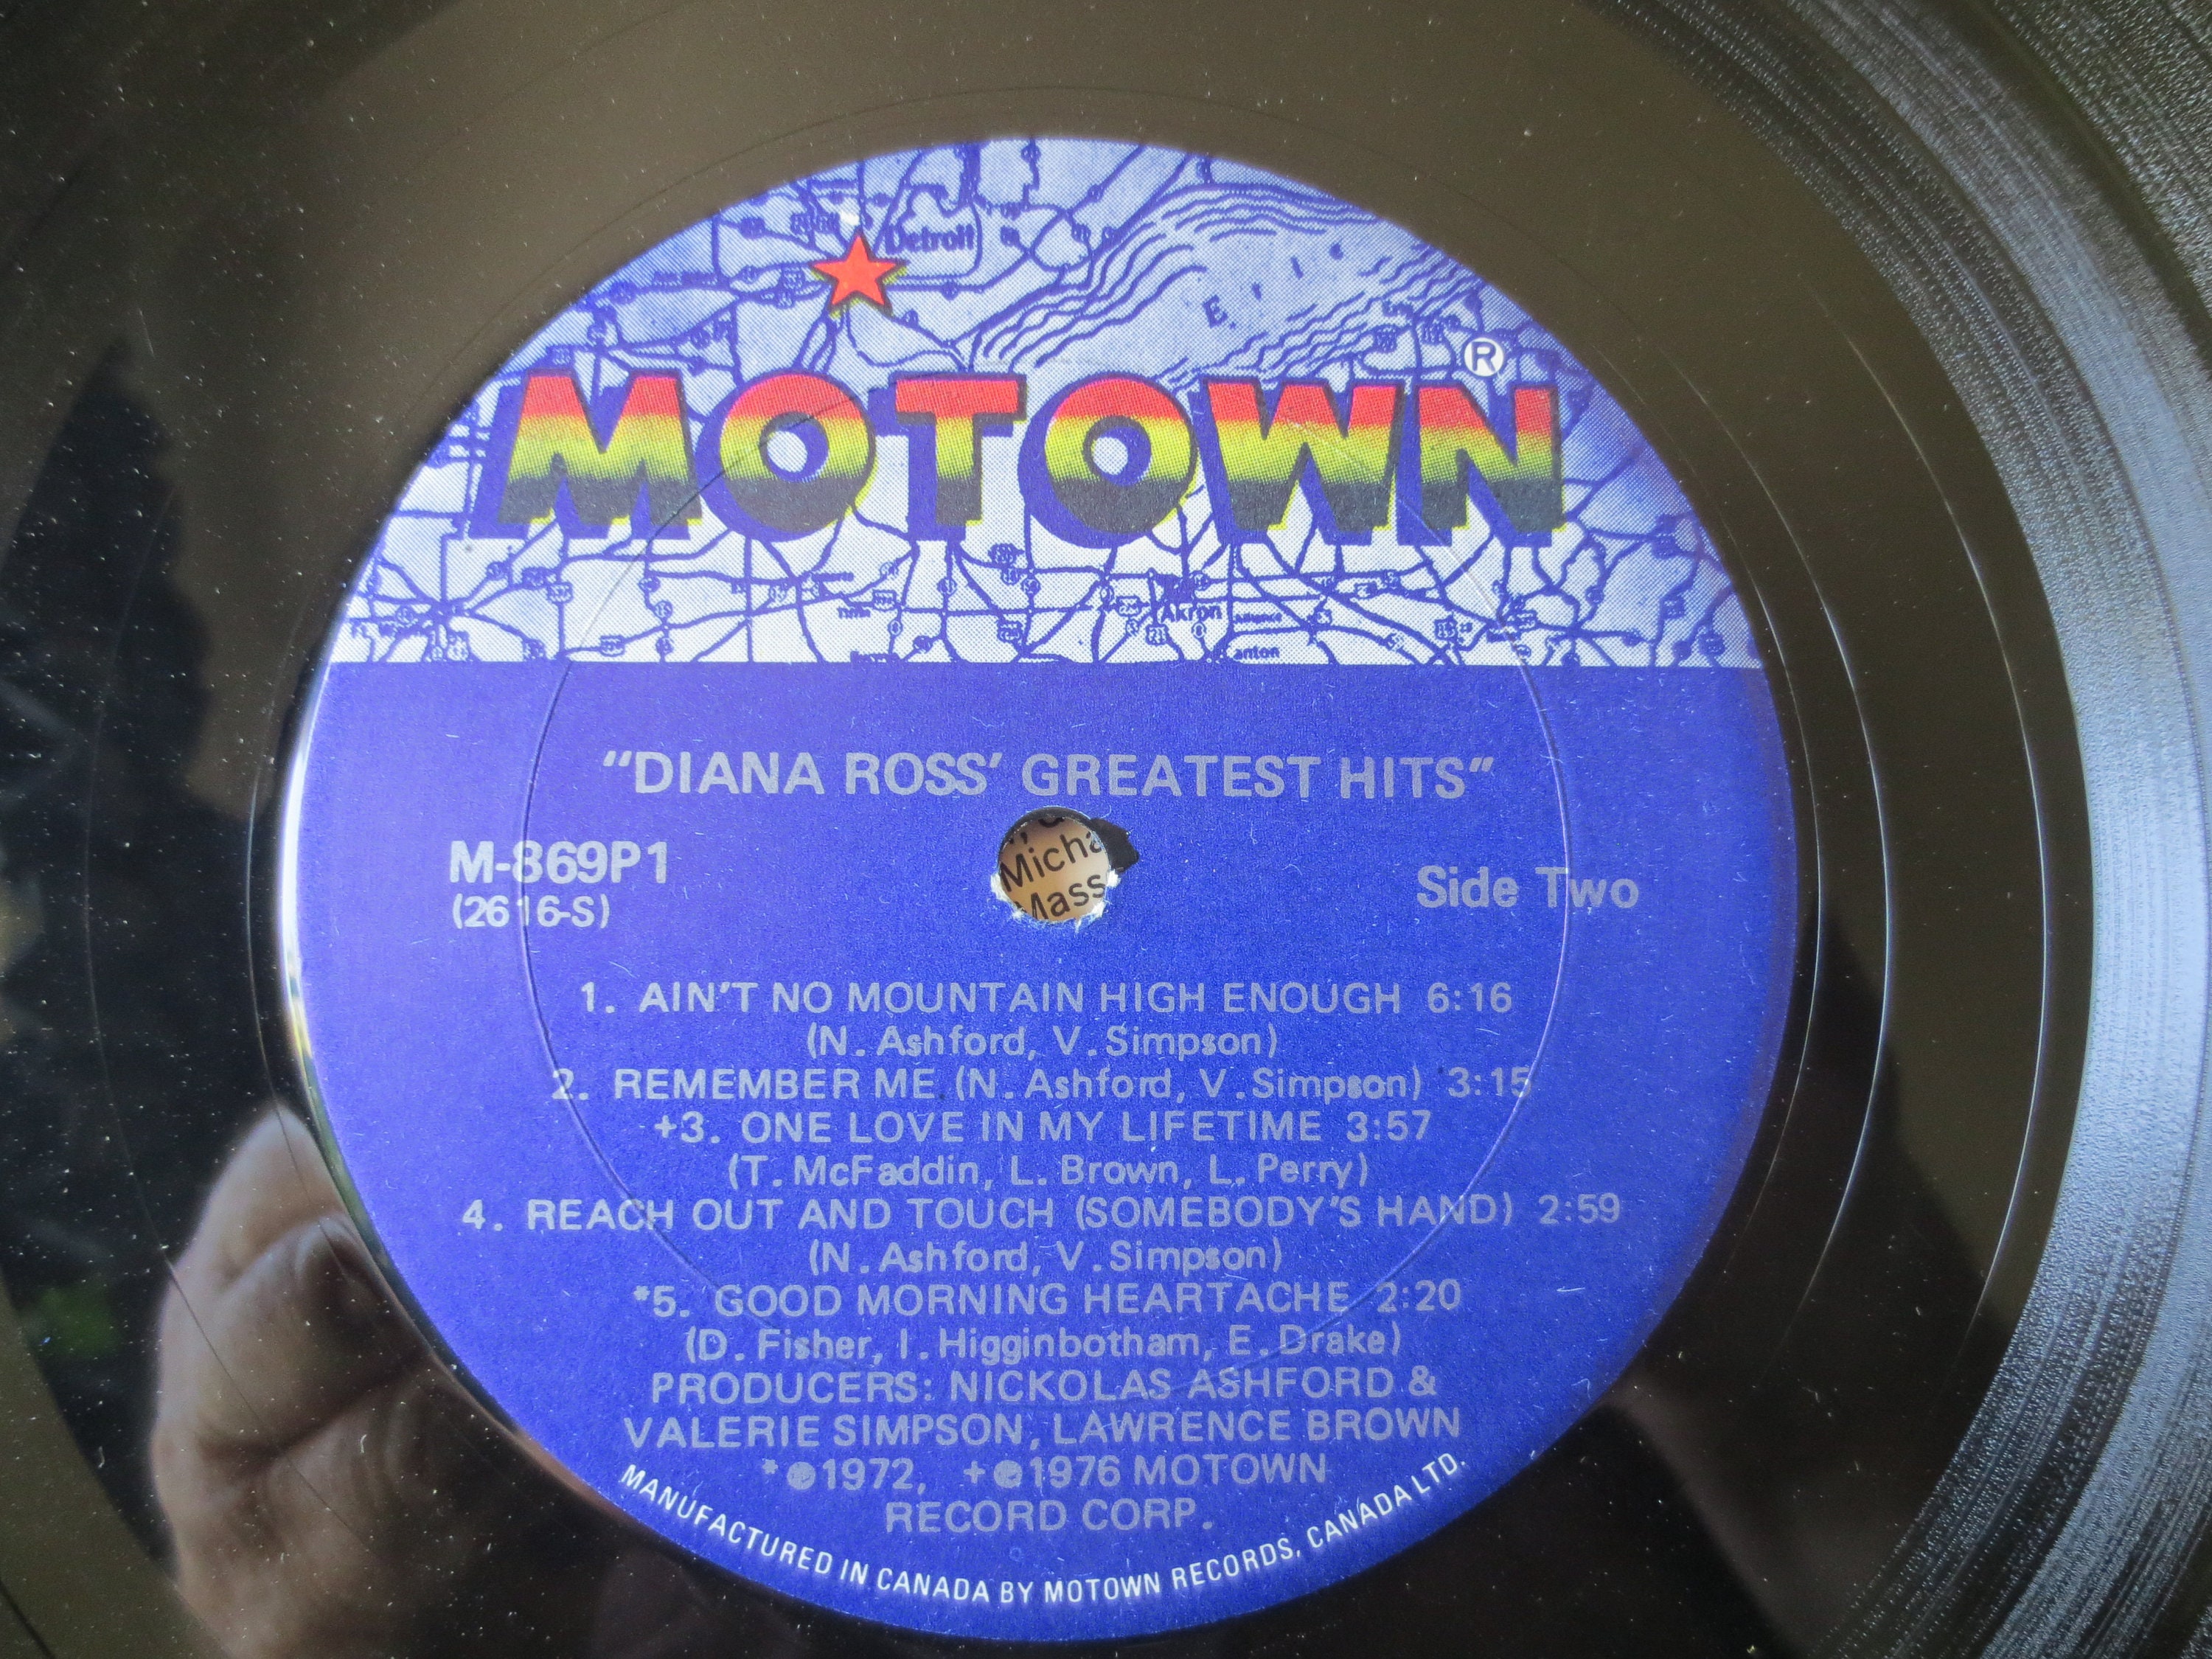 Detroit
E r i e
®
MOTOWN
Akron
anton
"DIANA ROSS' GREATEST HITS"
M-869P1
(2616-S)
Micha
Mass
Side Two
1. AIN'T NO MOUNTAIN HIGH ENOUGH 6:16
(N. Ashford, V. Simpson)
2. REMEMBER ME (N. Ashford, V. Simpson) 3:15
+3. ONE LOVE IN MY LIFETIME 3:57
(T. McFaddin, L. Brown, L. Perry)
4. REACH OUT AND TOUCH (SOMEBODY'S HAND) 2:59
(N. Ashford, V. Simpson)
*5. GOOD MORNING HEARTACHE 2:20
(D. Fisher, I. Higginbotham, E. Drake)
PRODUCERS: NICKOLAS ASHFORD &
VALERIE SIMPSON, LAWRENCE BROWN
*℗1972, +℗1976 MOTOWN
RECORD CORP.
MANUFACTURED IN CANADA BY MOTOWN RECORDS, CANADA LTD.